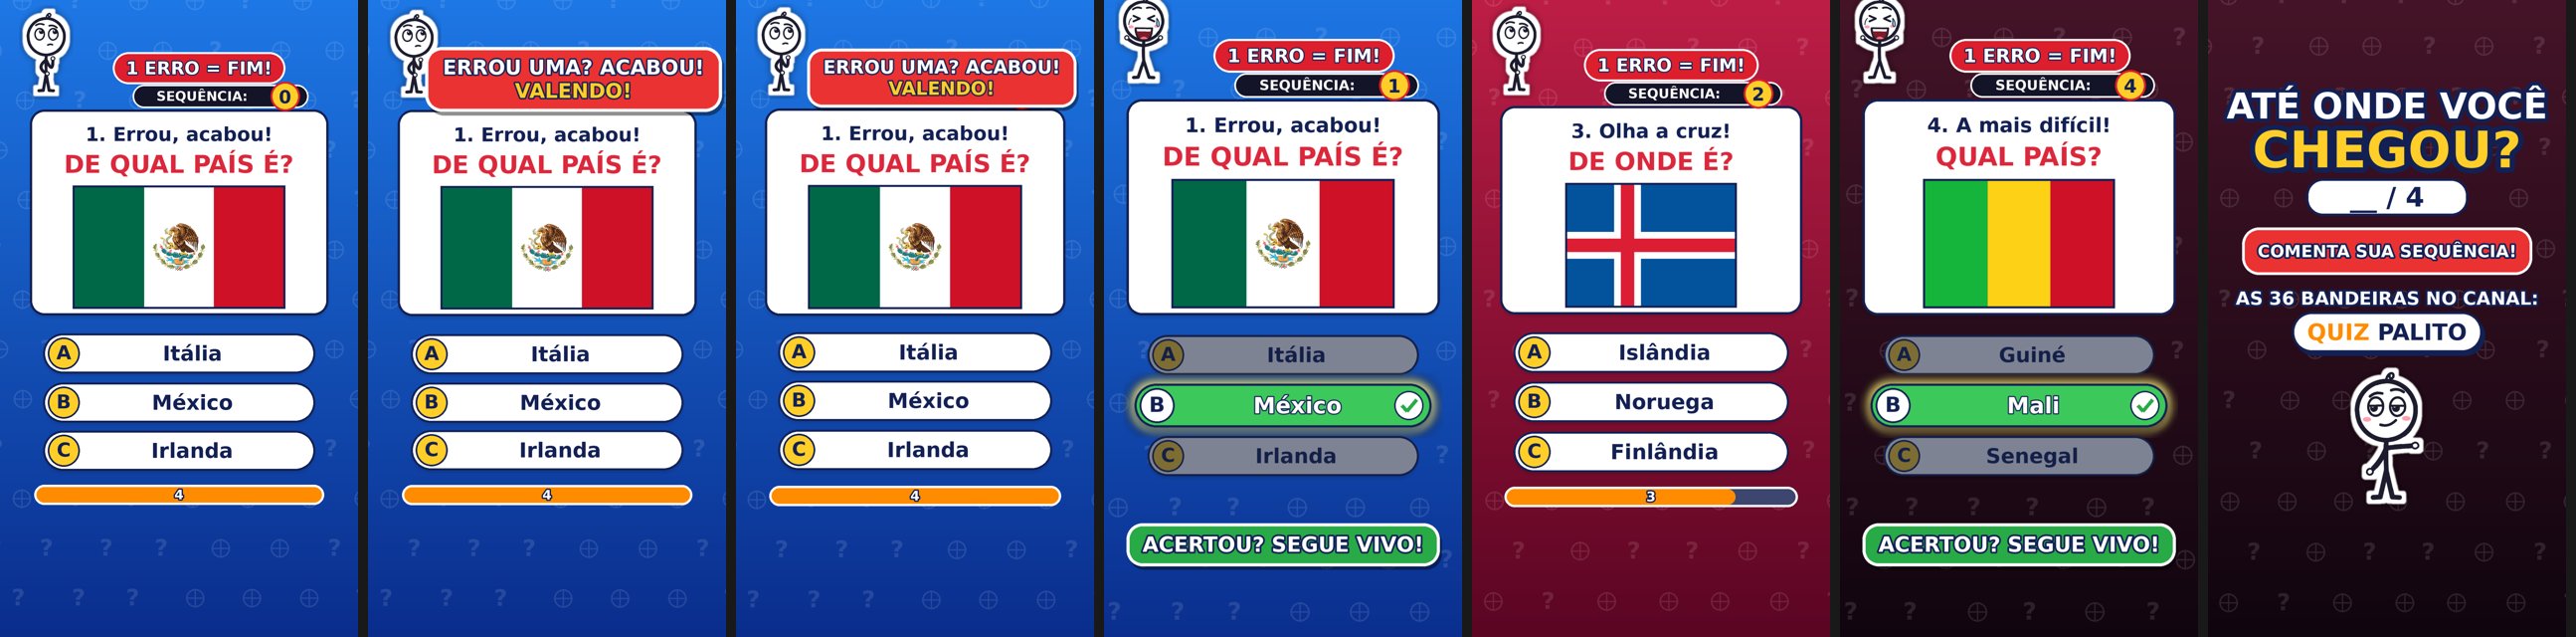 1 ERRO = FIM!
SEQUÊNCIA: 0
1. Errou, acabou!
DE QUAL PAÍS É?
A Itália
B México
C Irlanda
4
ERROU UMA? ACABOU!
VALENDO!
1. Errou, acabou!
DE QUAL PAÍS É?
A Itália
B México
C Irlanda
4
ERROU UMA? ACABOU!
VALENDO!
1. Errou, acabou!
DE QUAL PAÍS É?
A Itália
B México
C Irlanda
4
1 ERRO = FIM!
SEQUÊNCIA: 1
1. Errou, acabou!
DE QUAL PAÍS É?
A Itália
B México
C Irlanda
ACERTOU? SEGUE VIVO!
1 ERRO = FIM!
SEQUÊNCIA: 2
3. Olha a cruz!
DE ONDE É?
A Islândia
B Noruega
C Finlândia
3
1 ERRO = FIM!
SEQUÊNCIA: 4
4. A mais difícil!
QUAL PAÍS?
A Guiné
B Mali
C Senegal
ACERTOU? SEGUE VIVO!
ATÉ ONDE VOCÊ
CHEGOU?
__ / 4
COMENTA SUA SEQUÊNCIA!
AS 36 BANDEIRAS NO CANAL:
QUIZ PALITO